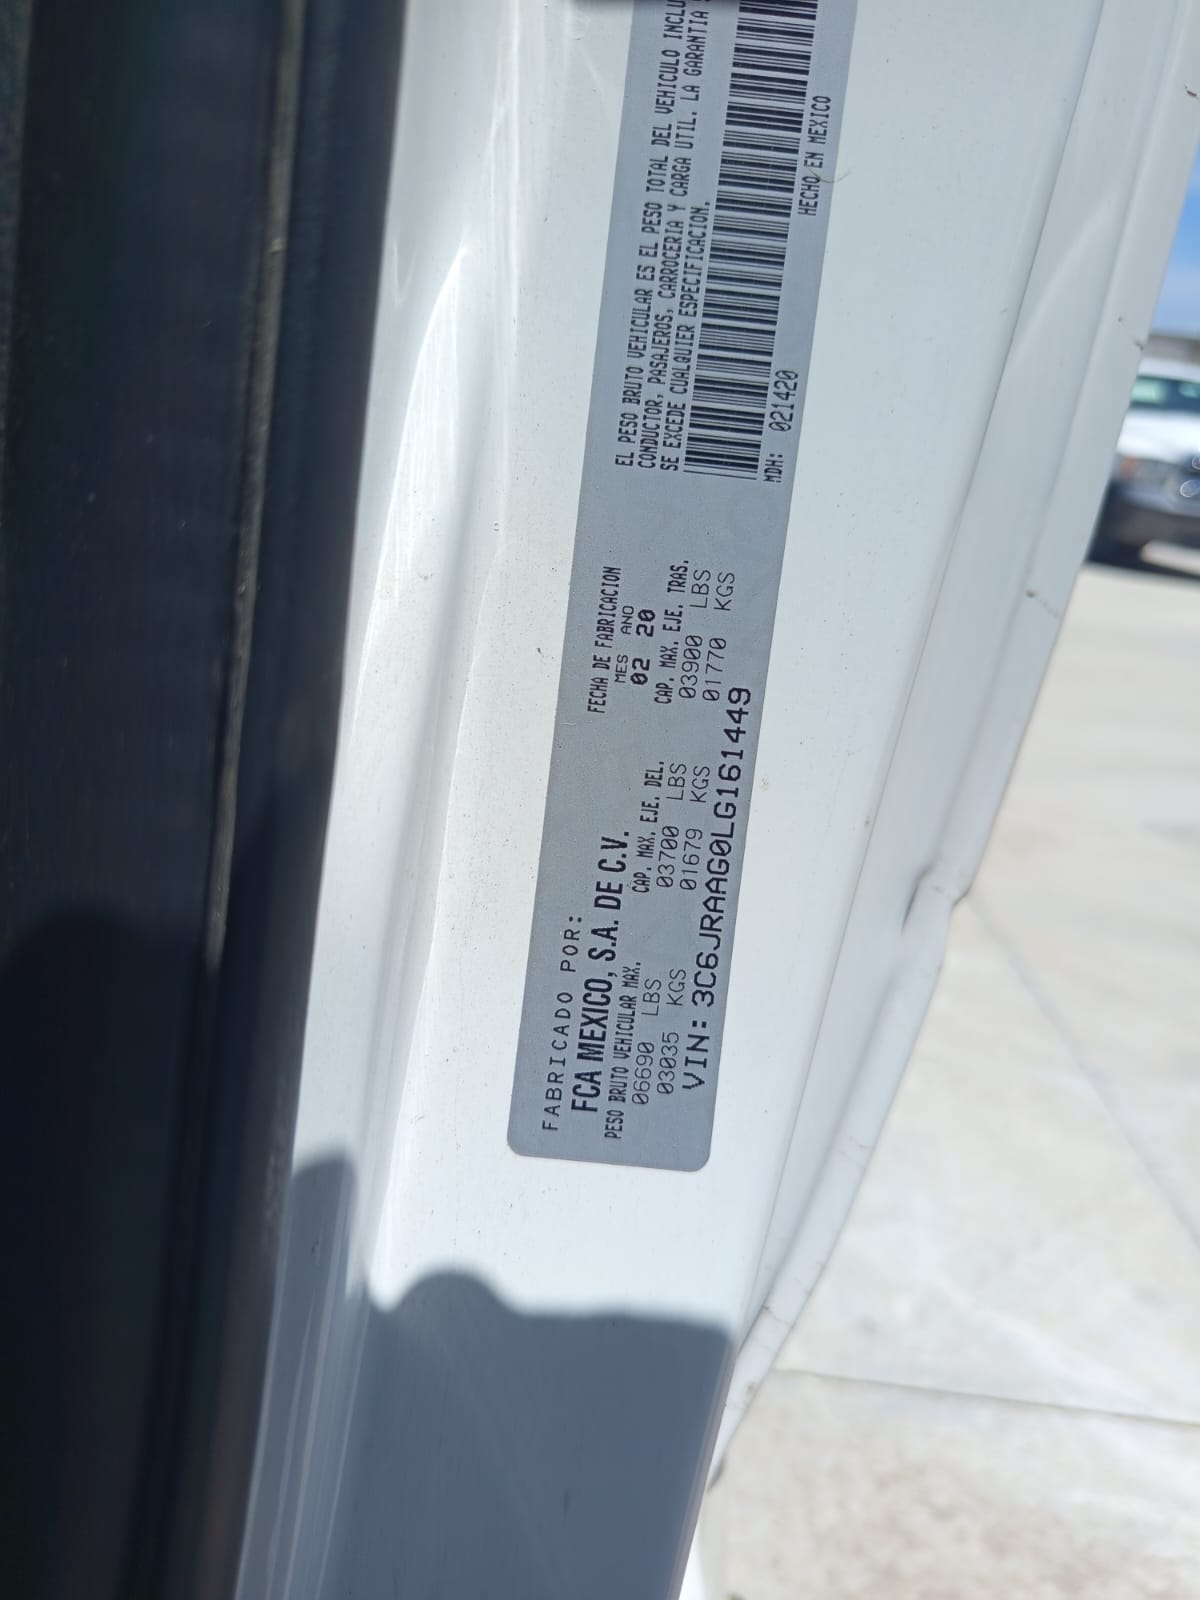 FABRICADO POR:
FCA MEXICO, S.A. DE C.V.
PESO BRUTO VEHICULAR MAX.
06690 LBS
03035 KGS
CAP. MAX. EJE. DEL.
03700 LBS
01679 KGS
FECHA DE FABRICACION
MES ANO
02 20
CAP. MAX. EJE. TRAS.
03900 LBS
01770 KGS
VIN: 3C6JRAAG0LG161449
EL PESO BRUTO VEHICULAR ES EL PESO TOTAL DEL VEHICULO
CONDUCTOR, PASAJEROS, CARROCERIA Y CARGA UTIL. LA GARANTIA
SE EXCEDE CUALQUIER ESPECIFICACION.
MDH: 021420
HECHO EN MEXICO